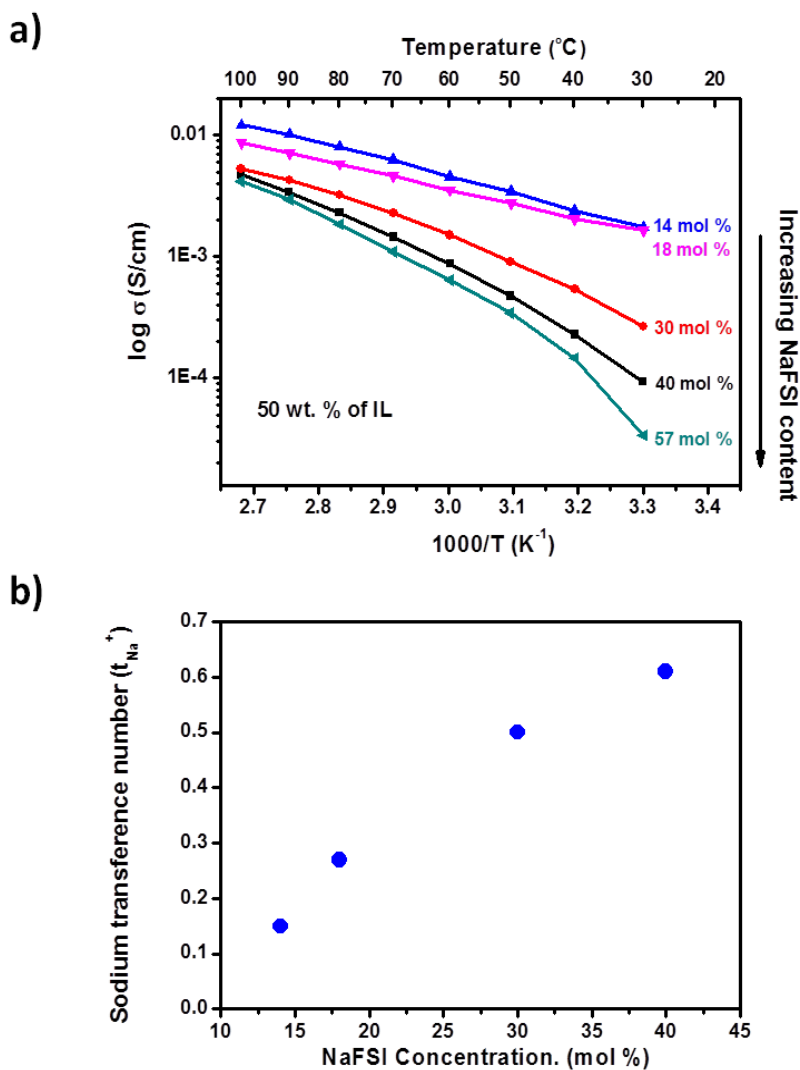 a)
Temperature (°C)
100 90 80 70 60 50 40 30 20
0.01
1E-3
1E-4
log σ (S/cm)
14 mol %
18 mol %
30 mol %
40 mol %
57 mol %
50 wt. % of IL
Increasing NaFSI content
2.7 2.8 2.9 3.0 3.1 3.2 3.3 3.4
1000/T (K⁻¹)
b)
Sodium transference number (t_Na⁺)
0.7
0.6
0.5
0.4
0.3
0.2
0.1
0.0
10 15 20 25 30 35 40 45
NaFSI Concentration. (mol %)